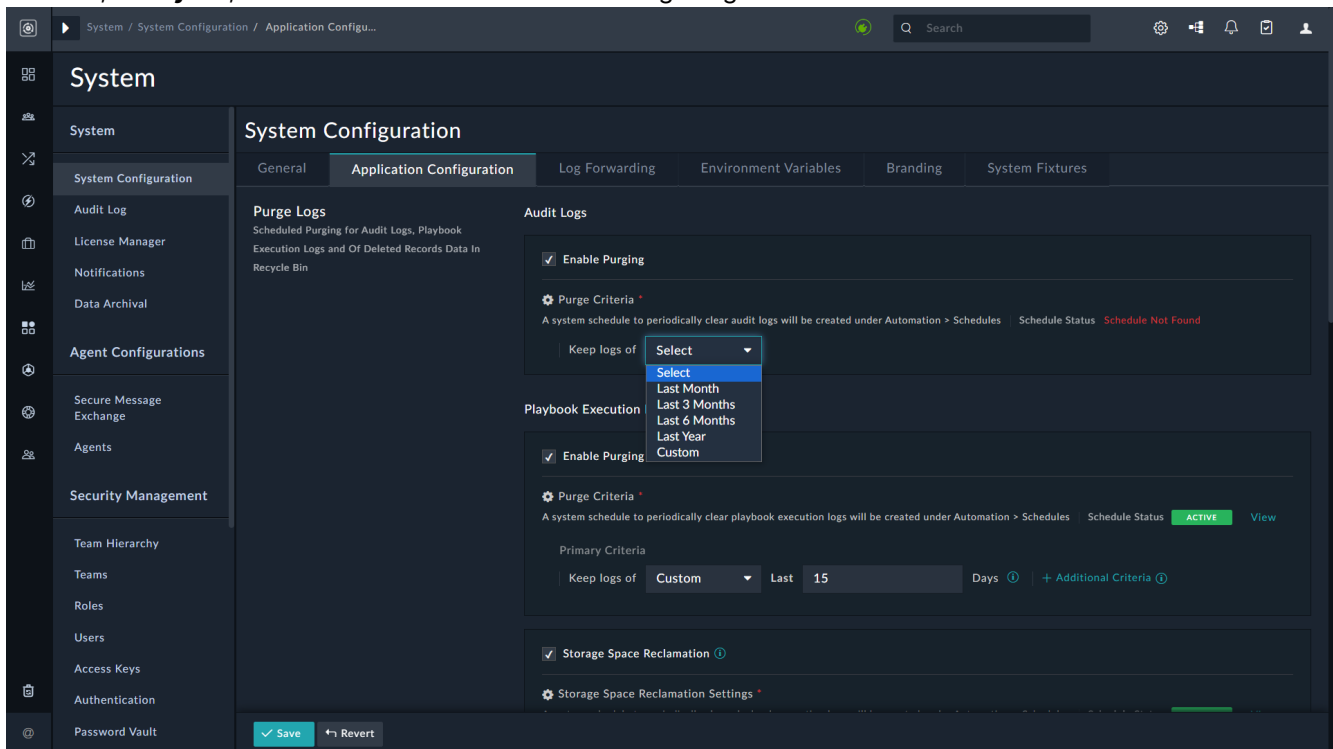 System / System Configuration / Application Configu...
Search
System
System
System Configuration
Audit Log
License Manager
Notifications
Data Archival
Agent Configurations
Secure Message
Exchange
Agents
Security Management
Team Hierarchy
Teams
Roles
Users
Access Keys
Authentication
Password Vault
@
System Configuration
General
Application Configuration
Log Forwarding
Environment Variables
Branding
System Fixtures
Purge Logs
Scheduled Purging for Audit Logs, Playbook
Execution Logs and Of Deleted Records Data In
Recycle Bin
Audit Logs
Enable Purging
Purge Criteria *
A system schedule to periodically clear audit logs will be created under Automation > Schedules | Schedule Status Schedule Not Found
Keep logs of Select
Select
Last Month
Last 3 Months
Last 6 Months
Last Year
Custom
Playbook Execution
Enable Purging
Purge Criteria *
A system schedule to periodically clear playbook execution logs will be created under Automation > Schedules | Schedule Status ACTIVE View
Primary Criteria
Keep logs of Custom Last 15 Days | + Additional Criteria
Storage Space Reclamation
Storage Space Reclamation Settings *
Save
Revert